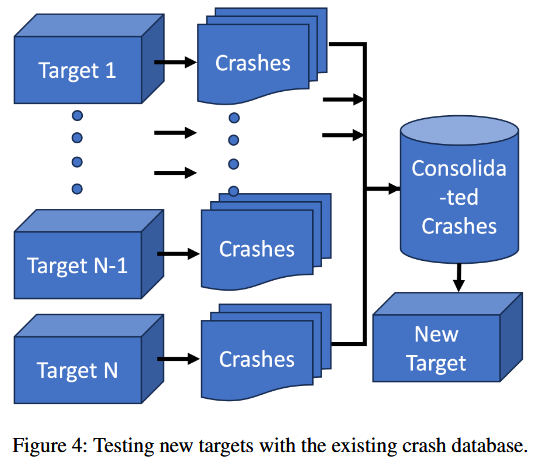 Target 1
Crashes
Consolida
-ted
Crashes
Target N-1
Crashes
New
Target
Target N
Crashes
Figure 4: Testing new targets with the existing crash database.